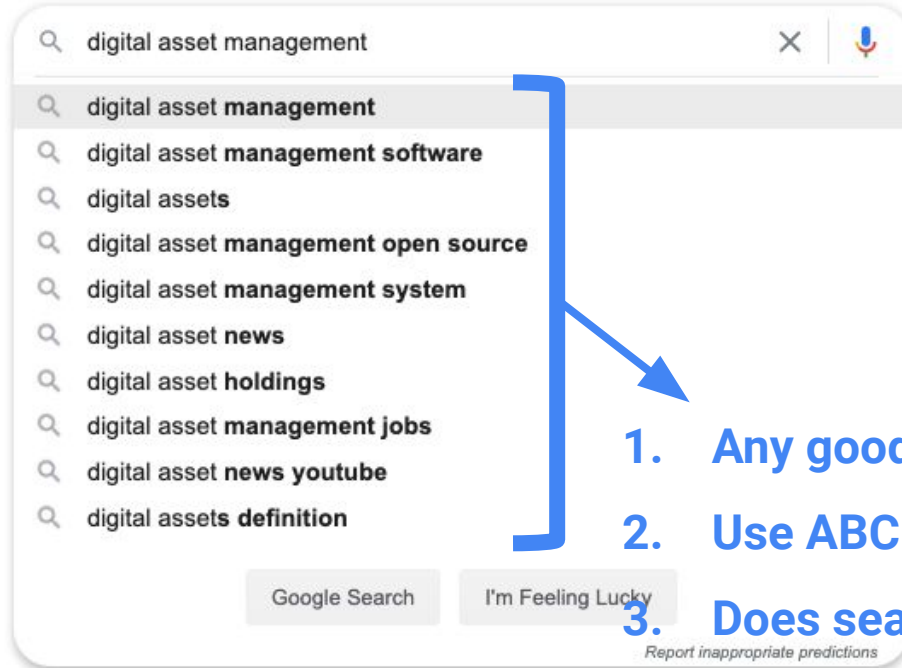 digital asset management
digital asset management
digital asset management software
digital assets
digital asset management open source
digital asset management system
digital asset news
digital asset holdings
digital asset management jobs
digital asset news youtube
digital assets definition
Google Search I'm Feeling Lucky
Report inappropriate predictions
1. Any good
2. Use ABC
3. Does sea